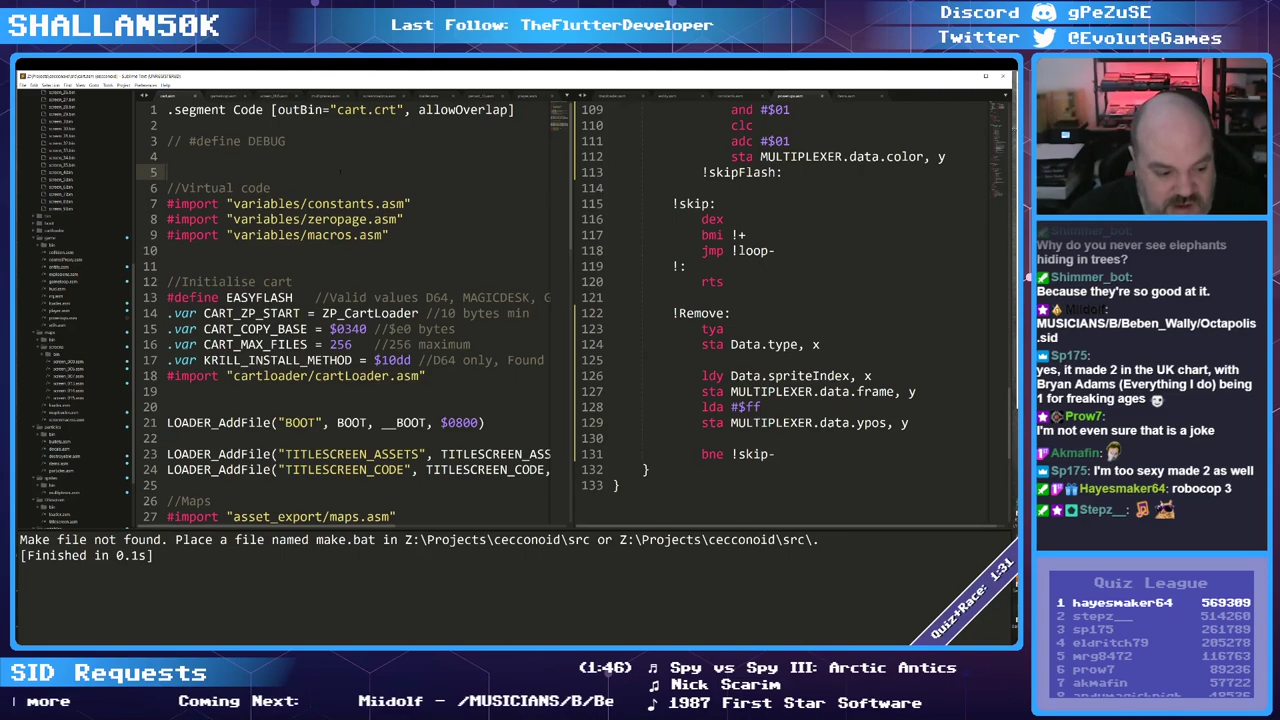 SHALLAN50K
Last Follow: TheFlutterDeveloper
Discord gPeZuSE
Twitter @EvoluteGames
1 .segment Code [outBin="cart.crt", allowOverlap]
2
3 // #define DEBUG
4
5
6 //Virtual code
7 #import "variables/constants.asm"
8 #import "variables/zeropage.asm"
9 #import "variables/macros.asm"
10
11
12 //Initialise cart
13 #define EASYFLASH //Valid values D64, MAGICDESK, G
14 .var CART_ZP_START = ZP_CartLoader //10 bytes min
15 .var CART_COPY_BASE = $0340 //$e0 bytes
16 .var CART_MAX_FILES = 256 //256 maximum
17 .var KRILL_INSTALL_METHOD = $10dd //D64 only, Found
18 #import "cartloader/cartLoader.asm"
19
20
21 LOADER_AddFile("BOOT", BOOT, __BOOT, $0800)
22
23 LOADER_AddFile("TITLESCREEN_ASSETS", TITLESCREEN_ASS
24 LOADER_AddFile("TITLESCREEN_CODE", TITLESCREEN_CODE,
25
26 //Maps
27 #import "asset_export/maps.asm"
109 and #$01
110 clc
111 adc #$01
112 sta MULTIPLEXER.data.color, y
113 !skipFlash:
114
115 !skip:
116 dex
117 bmi !+
118 jmp !loop-
119 !:
120 rts
121
122 !Remove:
123 tya
124 sta Data.type, x
125
126 ldy Data.spriteIndex, x
127 sta MULTIPLEXER.data.frame, y
128 lda #$ff
129 sta MULTIPLEXER.data.ypos, y
130
131 bne !skip-
132 }
133 }
Make file not found. Place a file named make.bat in Z:\Projects\cecconoid\src or Z:\Projects\cecconoid\src\.
[Finished in 0.1s]
Quiz+Race: 1:31
Shimmer_bot:
Why do you never see elephants
hiding in trees?
Shimmer_bot:
Because they're so good at it.
Miidolf:
MUSICIANS/B/Beben_Wally/Octapolis
.sid
Sp175:
yes, it made 2 in the UK chart, with
Bryan Adams (Everything I do) being
1 for freaking ages
Prow7:
I'm not even sure that is a joke
Akmafin:
Sp175: I'm too sexy made 2 as well
Hayesmaker64: robocop 3
Stepz__:
Quiz League
1 hayesmaker64 569309
2 stepz__ 514260
3 sp175 261789
4 eldritch79 205278
5 mrg8472 116763
6 prow7 89236
7 akmafin 57722
SID Requests
(1:46) Spy vs Spy III: Arctic Antics
Nick Scarim
1987 First Star Software
more Coming Next: Miidolf - /MUSICIANS/B/Be